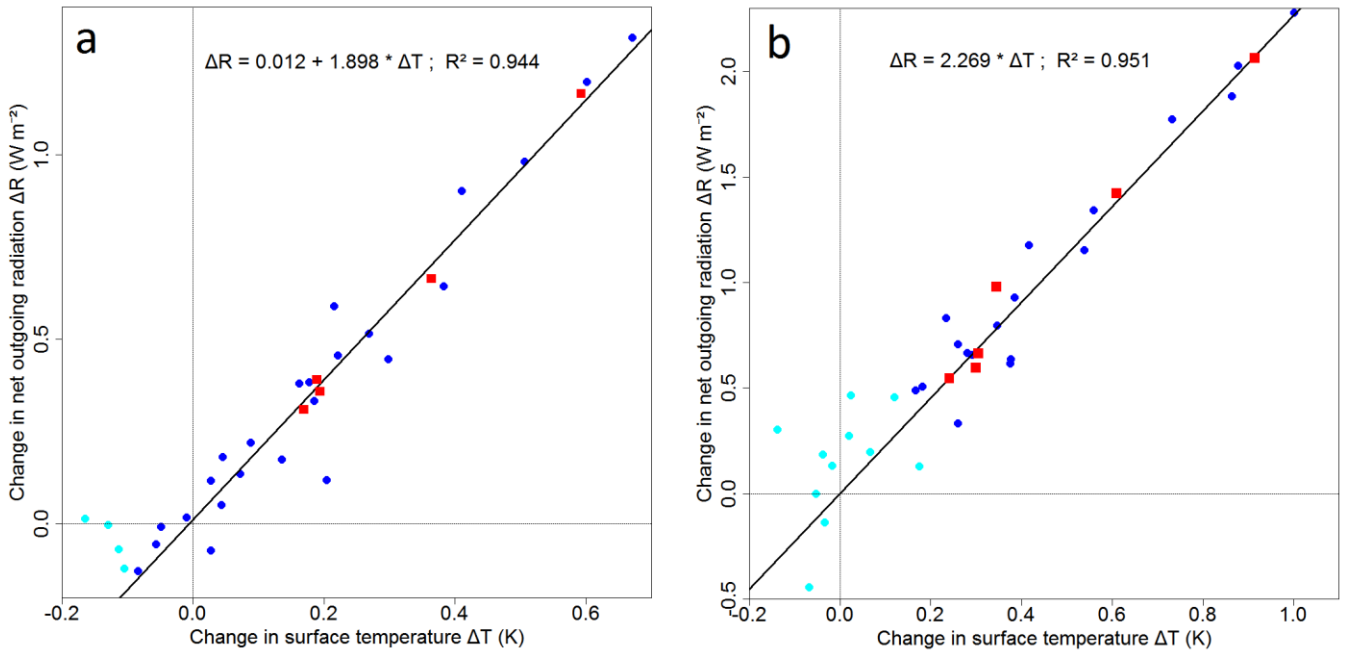 a
ΔR = 0.012 + 1.898 * ΔT ; R² = 0.944
Change in net outgoing radiation ΔR (W m⁻²)
1.0
0.5
0.0
-0.2 0.0 0.2 0.4 0.6
Change in surface temperature ΔT (K)
b
ΔR = 2.269 * ΔT ; R² = 0.951
Change in net outgoing radiation ΔR (W m⁻²)
2.0
1.5
1.0
0.5
0.0
-0.5
-0.2 0.0 0.2 0.4 0.6 0.8 1.0
Change in surface temperature ΔT (K)